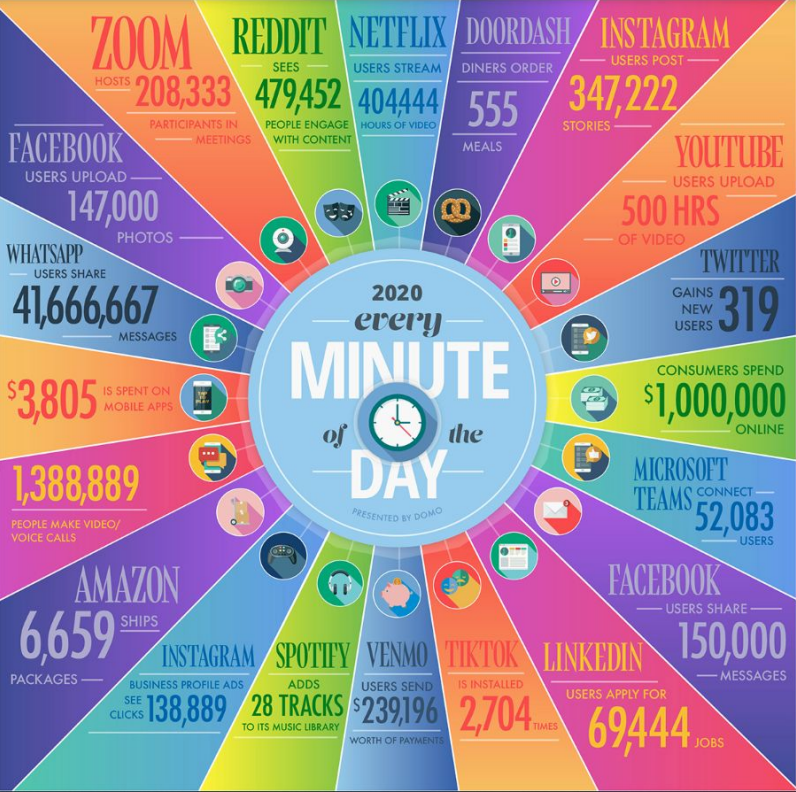 ZOOM
HOSTS 208,333
PARTICIPANTS IN
MEETINGS
REDDIT
SEES
479,452
PEOPLE ENGAGE
WITH CONTENT
NETFLIX
USERS STREAM
404,444
HOURS OF VIDEO
DOORDASH
DINERS ORDER
555
MEALS
INSTAGRAM
USERS POST
347,222
STORIES
YOUTUBE
USERS UPLOAD
500 HRS
OF VIDEO
TWITTER
GAINS
NEW
USERS 319
CONSUMERS SPEND
$1,000,000
ONLINE
MICROSOFT
TEAMS CONNECT
52,083
USERS
FACEBOOK
USERS SHARE
150,000
MESSAGES
LINKEDIN
USERS APPLY FOR
69,444 JOBS
TIKTOK
IS INSTALLED
2,704 TIMES
VENMO
USERS SEND
$239,196
WORTH OF PAYMENTS
SPOTIFY
ADDS
28 TRACKS
TO ITS MUSIC LIBRARY
INSTAGRAM
BUSINESS PROFILE ADS
SEE
CLICKS 138,889
AMAZON
6,659 SHIPS
PACKAGES
1,388,889
PEOPLE MAKE VIDEO/
VOICE CALLS
$3,805 IS SPENT ON
MOBILE APPS
WHATSAPP
USERS SHARE
41,666,667
MESSAGES
FACEBOOK
USERS UPLOAD
147,000
PHOTOS
2020
every
MINUTE
of the
DAY
PRESENTED BY DOMO